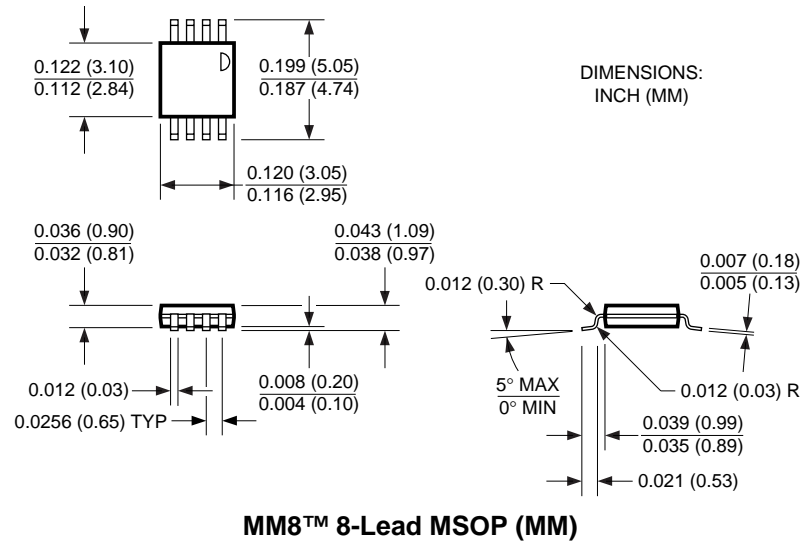 0.122 (3.10)
0.112 (2.84)
0.199 (5.05)
0.187 (4.74)
DIMENSIONS:
INCH (MM)
0.120 (3.05)
0.116 (2.95)
0.036 (0.90)
0.032 (0.81)
0.043 (1.09)
0.038 (0.97)
0.007 (0.18)
0.005 (0.13)
0.012 (0.30) R
0.012 (0.03)
0.008 (0.20)
0.004 (0.10)
5° MAX
0° MIN
0.012 (0.03) R
0.0256 (0.65) TYP
0.039 (0.99)
0.035 (0.89)
0.021 (0.53)
MM8™ 8-Lead MSOP (MM)